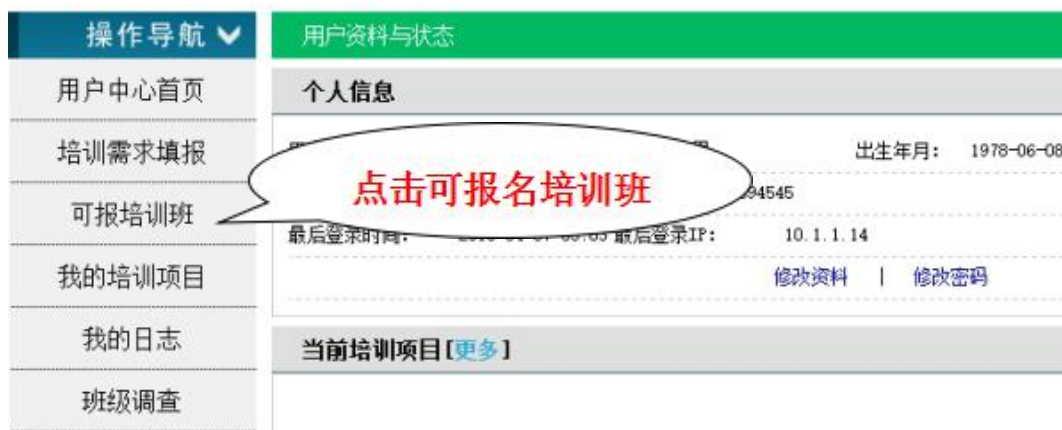 操作导航
用户中心首页
培训需求填报
可报培训班
我的培训项目
我的日志
班级调查
用户资料与状态
个人信息
出生年月: 1978-06-08
点击可报名培训班
94545
最后登录时间: 最后登录IP: 10.1.1.14
修改资料 | 修改密码
当前培训项目[更多]